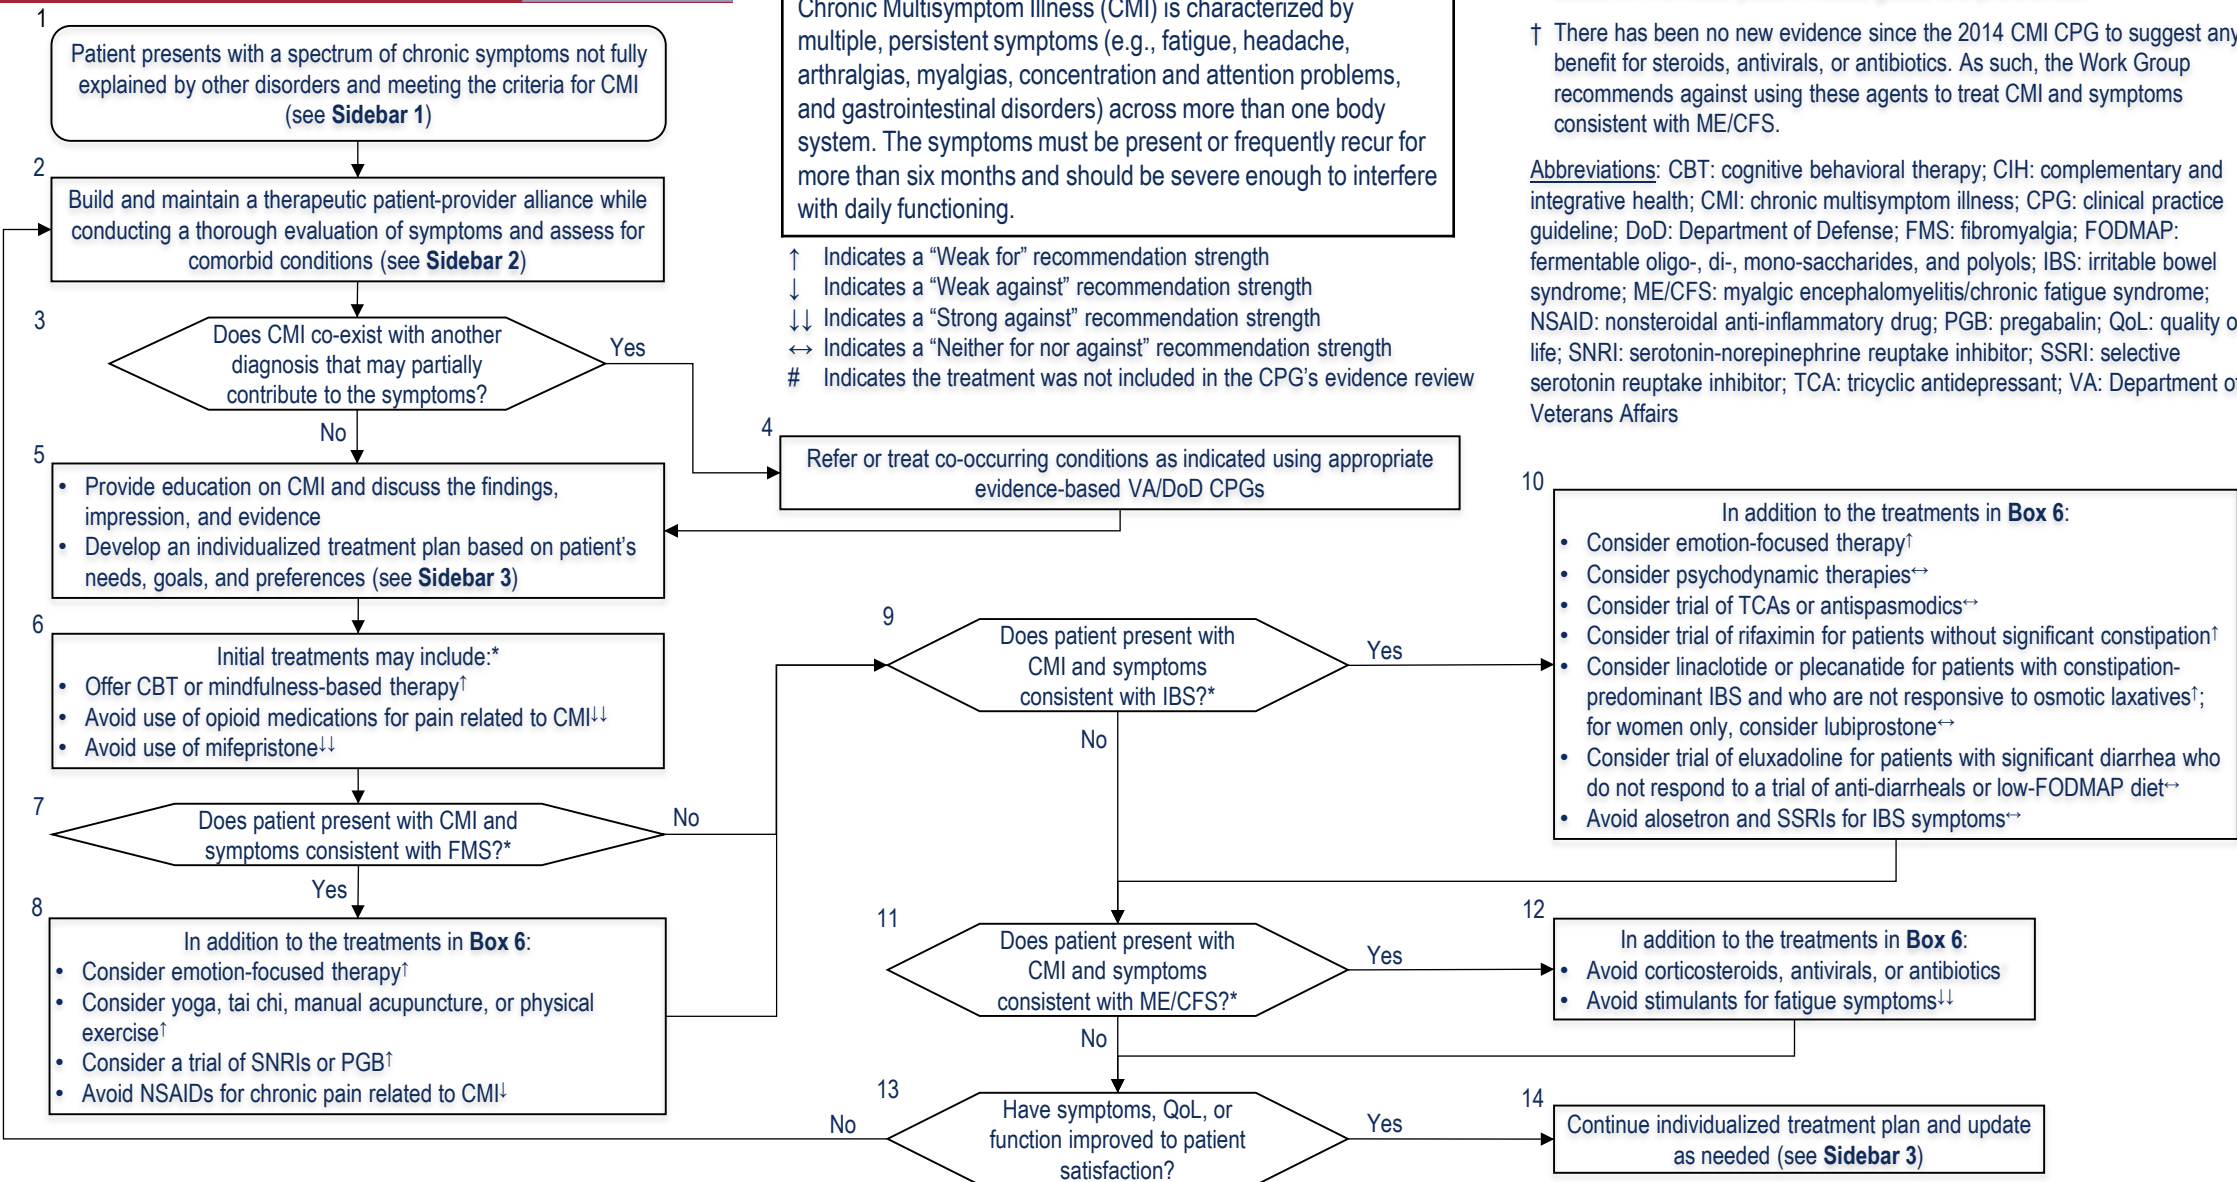 1
Patient presents with a spectrum of chronic symptoms not fully
explained by other disorders and meeting the criteria for CMI
(see Sidebar 1)
2
Build and maintain a therapeutic patient-provider alliance while
conducting a thorough evaluation of symptoms and assess for
comorbid conditions (see Sidebar 2)
3
Does CMI co-exist with another
diagnosis that may partially
contribute to the symptoms?
Yes
No
Chronic Multisymptom Illness (CMI) is characterized by
multiple, persistent symptoms (e.g., fatigue, headache,
arthralgias, myalgias, concentration and attention problems,
and gastrointestinal disorders) across more than one body
system. The symptoms must be present or frequently recur for
more than six months and should be severe enough to interfere
with daily functioning.
↑ Indicates a “Weak for” recommendation strength
↓ Indicates a “Weak against” recommendation strength
↓↓ Indicates a “Strong against” recommendation strength
↔ Indicates a “Neither for nor against” recommendation strength
# Indicates the treatment was not included in the CPG’s evidence review
† There has been no new evidence since the 2014 CMI CPG to suggest any
benefit for steroids, antivirals, or antibiotics. As such, the Work Group
recommends against using these agents to treat CMI and symptoms
consistent with ME/CFS.
Abbreviations: CBT: cognitive behavioral therapy; CIH: complementary and
integrative health; CMI: chronic multisymptom illness; CPG: clinical practice
guideline; DoD: Department of Defense; FMS: fibromyalgia; FODMAP:
fermentable oligo-, di-, mono-saccharides, and polyols; IBS: irritable bowel
syndrome; ME/CFS: myalgic encephalomyelitis/chronic fatigue syndrome;
NSAID: nonsteroidal anti-inflammatory drug; PGB: pregabalin; QoL: quality o
life; SNRI: serotonin-norepinephrine reuptake inhibitor; SSRI: selective
serotonin reuptake inhibitor; TCA: tricyclic antidepressant; VA: Department of
Veterans Affairs
4
Refer or treat co-occurring conditions as indicated using appropriate
evidence-based VA/DoD CPGs
5
• Provide education on CMI and discuss the findings,
impression, and evidence
• Develop an individualized treatment plan based on patient’s
needs, goals, and preferences (see Sidebar 3)
6
Initial treatments may include:*
• Offer CBT or mindfulness-based therapy↑
• Avoid use of opioid medications for pain related to CMI↓↓
• Avoid use of mifepristone↓↓
7
Does patient present with CMI and
symptoms consistent with FMS?*
No
Yes
8
In addition to the treatments in Box 6:
• Consider emotion-focused therapy↑
• Consider yoga, tai chi, manual acupuncture, or physical
exercise↑
• Consider a trial of SNRIs or PGB↑
• Avoid NSAIDs for chronic pain related to CMI↓
9
Does patient present with
CMI and symptoms
consistent with IBS?*
Yes
No
10
In addition to the treatments in Box 6:
• Consider emotion-focused therapy↑
• Consider psychodynamic therapies↔
• Consider trial of TCAs or antispasmodics↔
• Consider trial of rifaximin for patients without significant constipation↑
• Consider linaclotide or plecanatide for patients with constipation-
predominant IBS and who are not responsive to osmotic laxatives↑;
for women only, consider lubiprostone↔
• Consider trial of eluxadoline for patients with significant diarrhea who
do not respond to a trial of anti-diarrheals or low-FODMAP diet↔
• Avoid alosetron and SSRIs for IBS symptoms↔
11
Does patient present with
CMI and symptoms
consistent with ME/CFS?*
Yes
No
12
In addition to the treatments in Box 6:
• Avoid corticosteroids, antivirals, or antibiotics
• Avoid stimulants for fatigue symptoms↓↓
13
Have symptoms, QoL, or
function improved to patient
satisfaction?
No
Yes
14
Continue individualized treatment plan and update
as needed (see Sidebar 3)